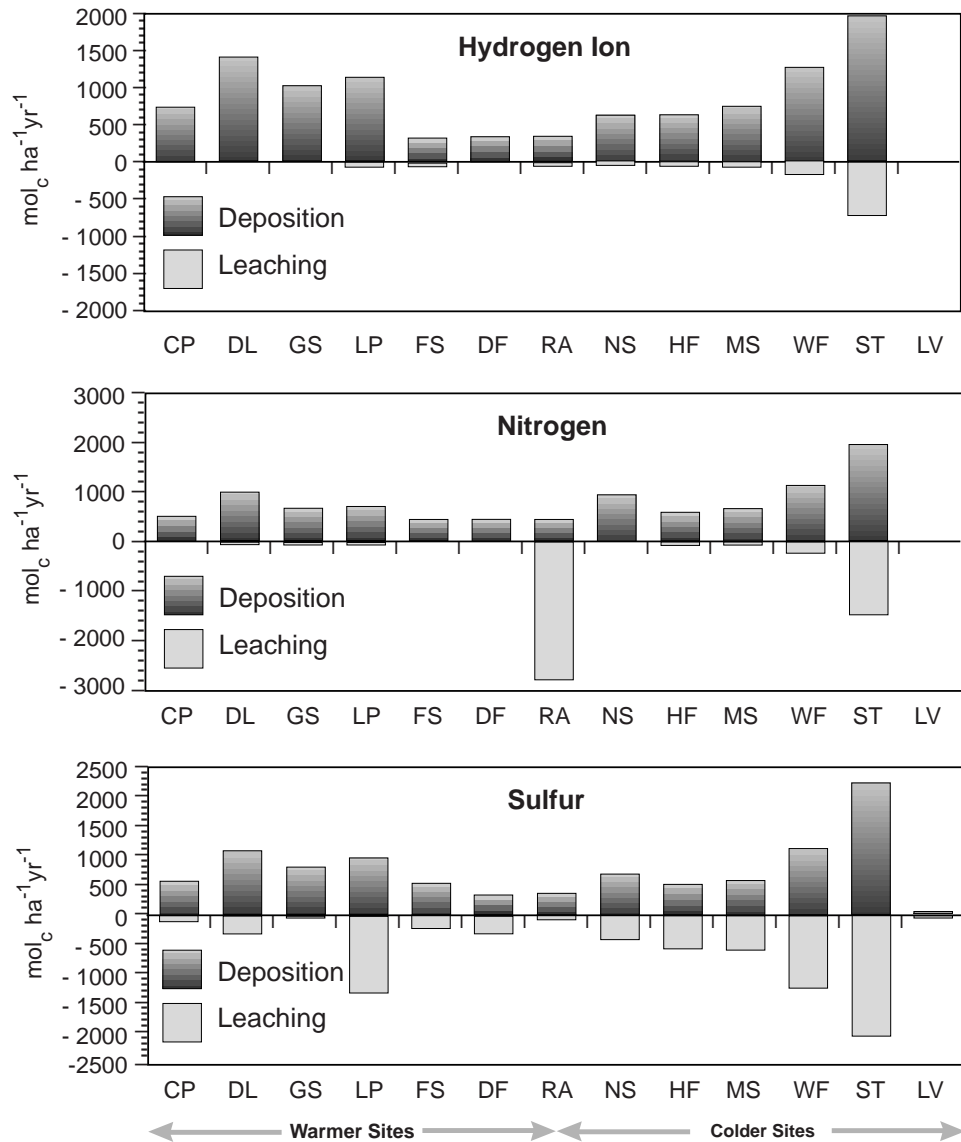 Hydrogen Ion
2000
1500
1000
500
0
- 500
- 1000
- 1500
- 2000
mol_c ha^-1 yr^-1
Deposition
Leaching
CP DL GS LP FS DF RA NS HF MS WF ST LV
Nitrogen
3000
2000
1000
0
- 1000
- 2000
- 3000
mol_c ha^-1 yr^-1
Deposition
Leaching
CP DL GS LP FS DF RA NS HF MS WF ST LV
Sulfur
2500
2000
1500
1000
500
0
- 500
- 1000
- 1500
- 2000
-2500
mol_c ha^-1 yr^-1
Deposition
Leaching
CP DL GS LP FS DF RA NS HF MS WF ST LV
Warmer Sites Colder Sites